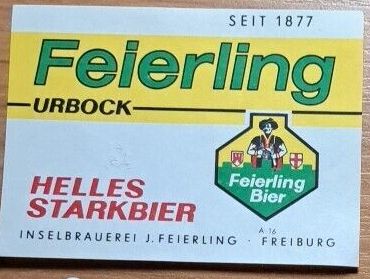 SEIT 1877
Feierling
URBOCK
Feierling
Bier
HELLES
STARKBIER
A 16
INSELBRAUEREI J. FEIERLING · FREIBURG